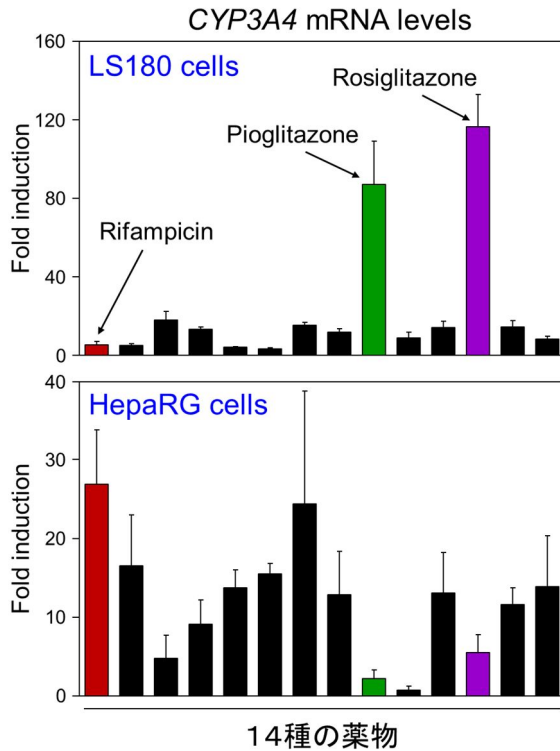 CYP3A4 mRNA levels
LS180 cells
Fold induction
160
120
80
40
0
Rifampicin
Pioglitazone
Rosiglitazone
HepaRG cells
Fold induction
40
30
20
10
0
14種の薬物